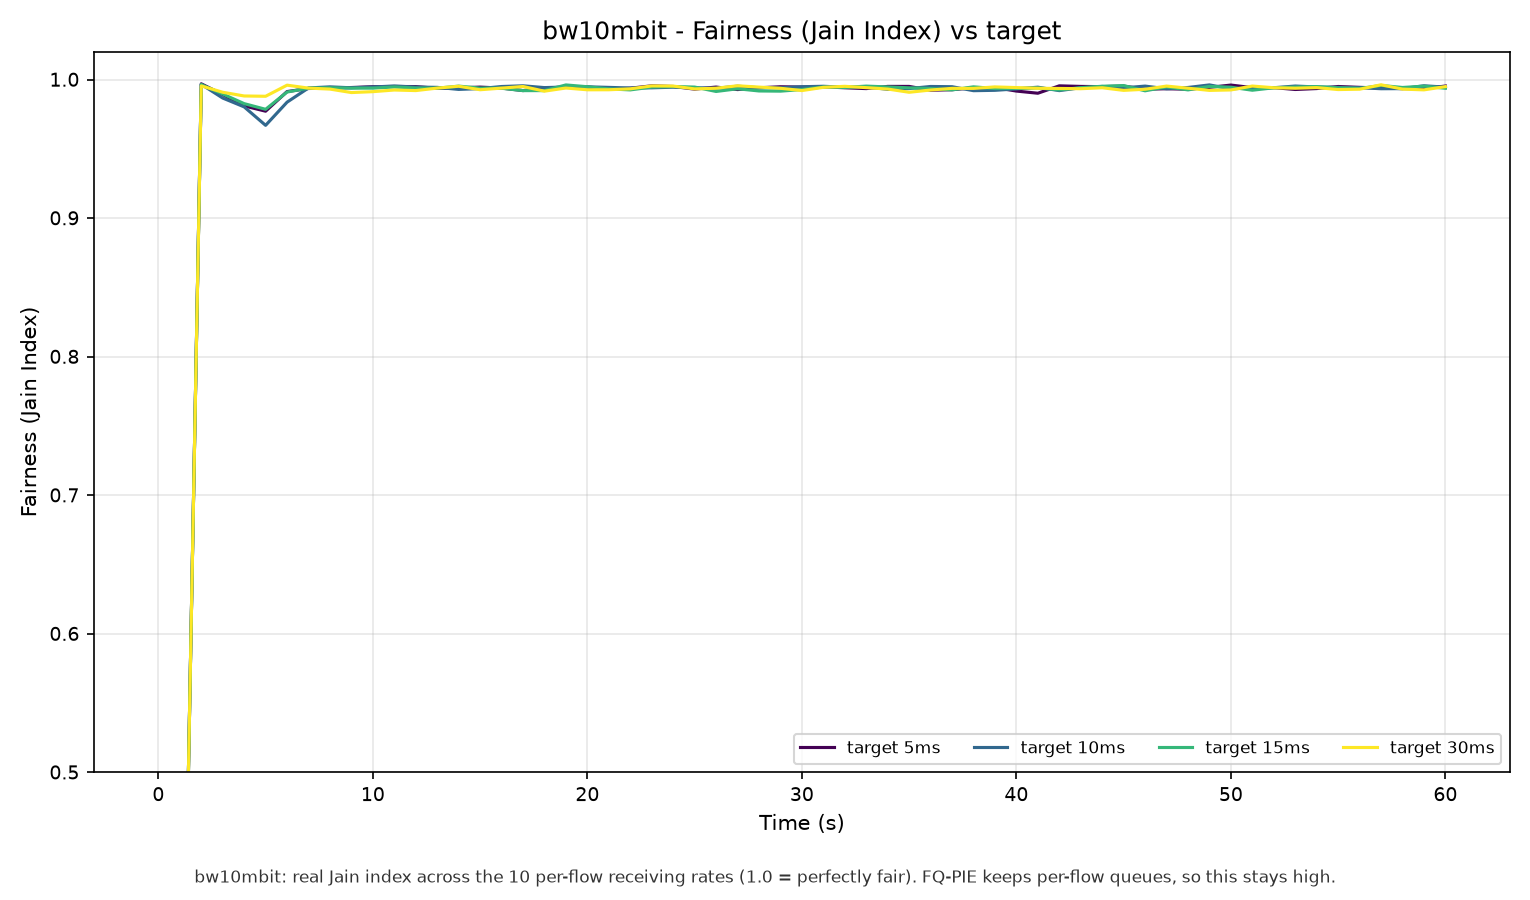 bw10mbit - Fairness (Jain Index) vs target
1.0
0.9
0.8
0.7
0.6
0.5
Fairness (Jain Index)
target 5ms
target 10ms
target 15ms
target 30ms
0
10
20
30
40
50
60
Time (s)
bw10mbit: real Jain index across the 10 per-flow receiving rates (1.0 = perfectly fair). FQ-PIE keeps per-flow queues, so this stays high.